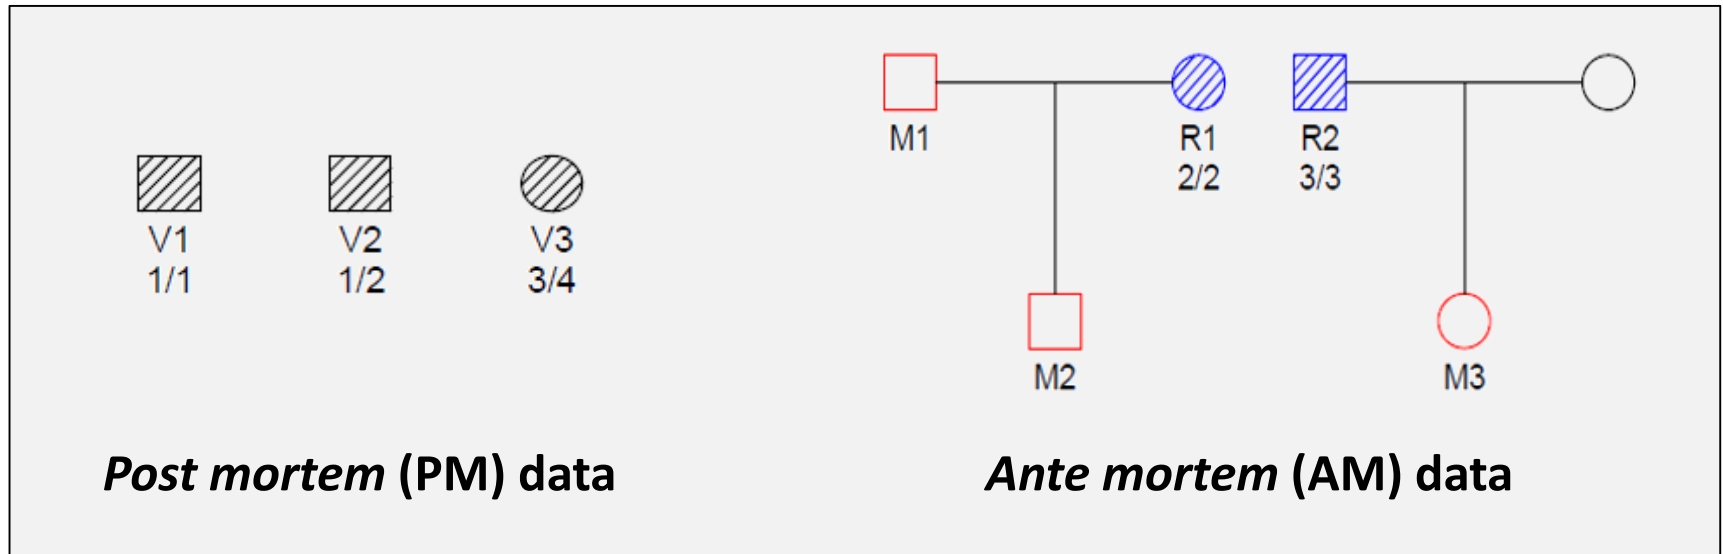 M1
R1
2/2
R2
3/3
V1
1/1
V2
1/2
V3
3/4
M2
M3
Post mortem (PM) data
Ante mortem (AM) data